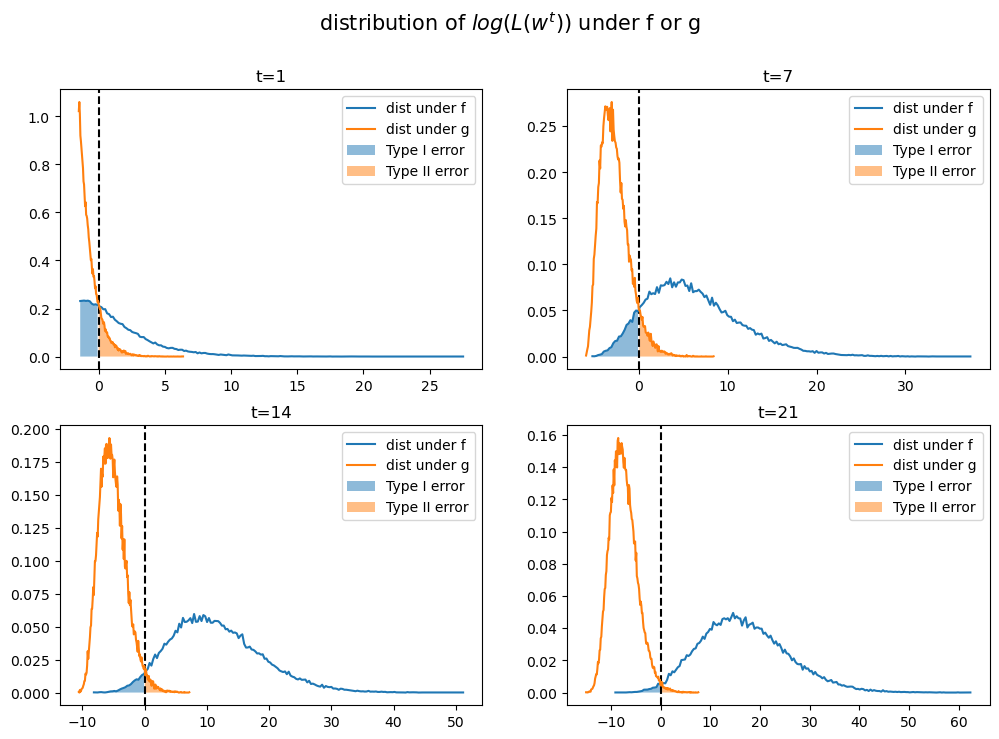 distribution of log(L(w^t)) under f or g
t=1
dist under f
dist under g
Type I error
Type II error
1.0
0.8
0.6
0.4
0.2
0.0
0 5 10 15 20 25
t=7
dist under f
dist under g
Type I error
Type II error
0.25
0.20
0.15
0.10
0.05
0.00
0 10 20 30
t=14
dist under f
dist under g
Type I error
Type II error
0.200
0.175
0.150
0.125
0.100
0.075
0.050
0.025
0.000
−10 0 10 20 30 40 50
t=21
dist under f
dist under g
Type I error
Type II error
0.16
0.14
0.12
0.10
0.08
0.06
0.04
0.02
0.00
−10 0 10 20 30 40 50 60